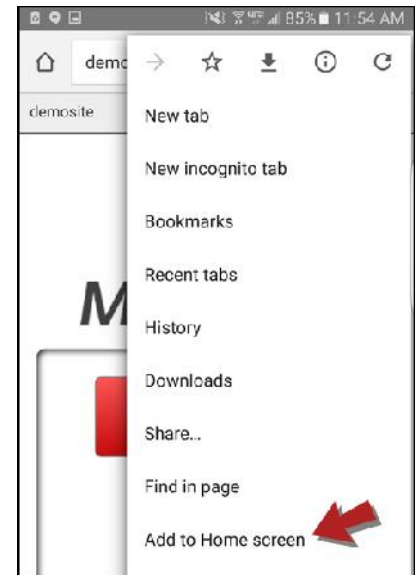 85% 11:54 AM
demo
demosite
New tab
New incognito tab
Bookmarks
Recent tabs
M
History
Downloads
Share...
Find in page
Add to Home screen